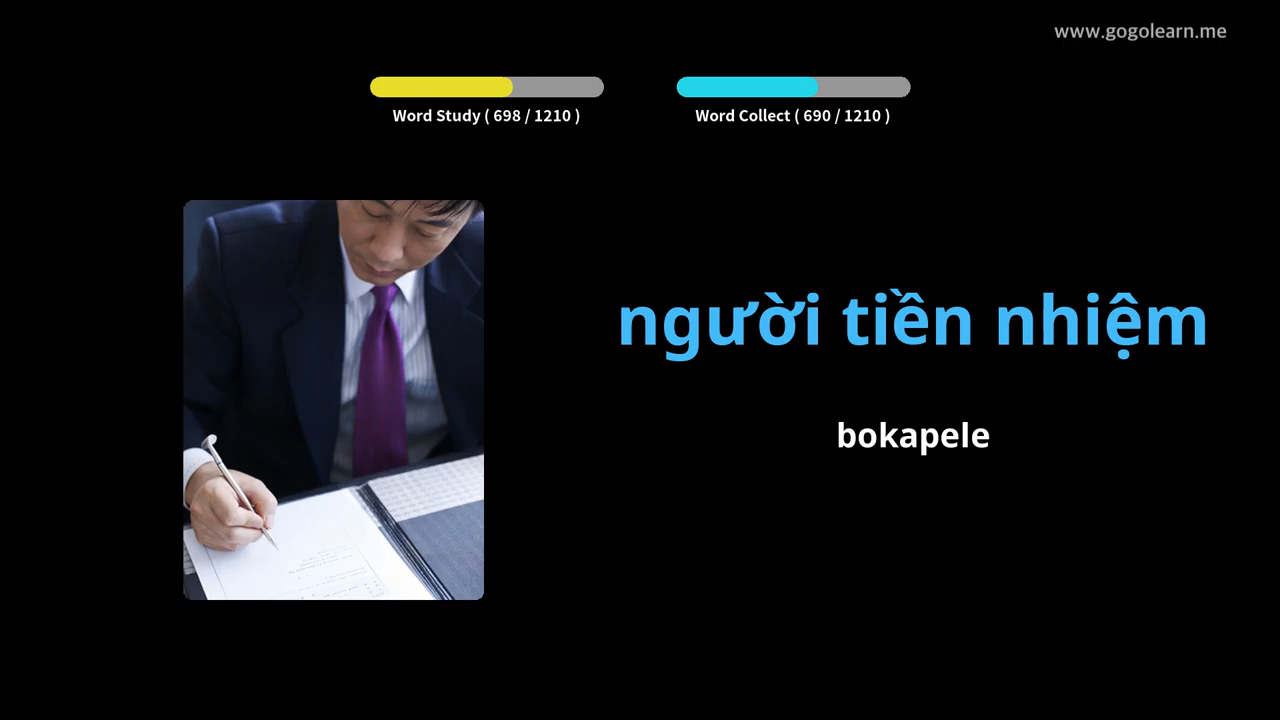 www.gogolearn.me
Word Study ( 698 / 1210 )
Word Collect ( 690 / 1210 )
người tiền nhiệm
bokapele